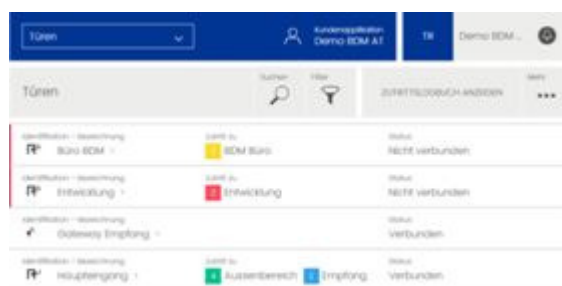 Türen
Kundenapplikation
Demo BDM AT
Demo BDM ...
Türen
Suchen
Filter
ZUTRITTSLOGBUCH ANZEIGEN
Mehr
Identifikation - Bezeichnung
Zutritt zu
Status
Büro BDM
BDM Büro
Nicht verbunden
Identifikation - Bezeichnung
Zutritt zu
Status
Entwicklung
Entwicklung
Nicht verbunden
Identifikation - Bezeichnung
Status
Gateway Empfang
Verbunden
Identifikation - Bezeichnung
Zutritt zu
Status
Haupteingang
4 Aussenbereich
Empfang
Verbunden